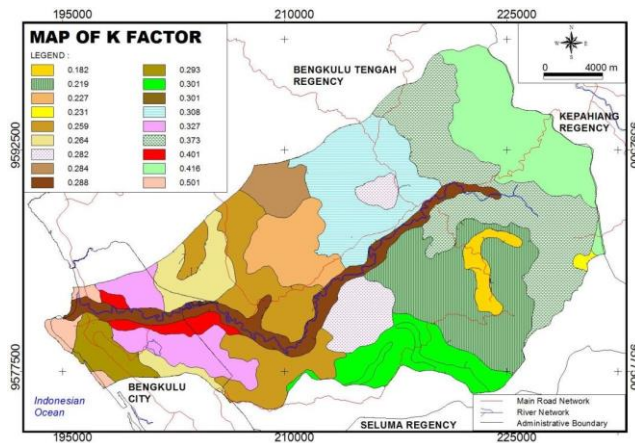 195000 210000 225000
MAP OF K FACTOR
LEGEND :
0.182 0.293
0.219 0.301
0.227 0.301
0.231 0.308
0.259 0.327
0.264 0.373
0.282 0.401
0.284 0.416
0.288 0.501
N
0 4000 m
BENGKULU TENGAH
REGENCY
KEPAHIANG
REGENCY
9592500 9592500
9577500 9577500
BENGKULU
CITY
Indonesian
Ocean
SELUMA REGENCY
Main Road Network
River Network
Administrative Boundary
195000 210000 225000